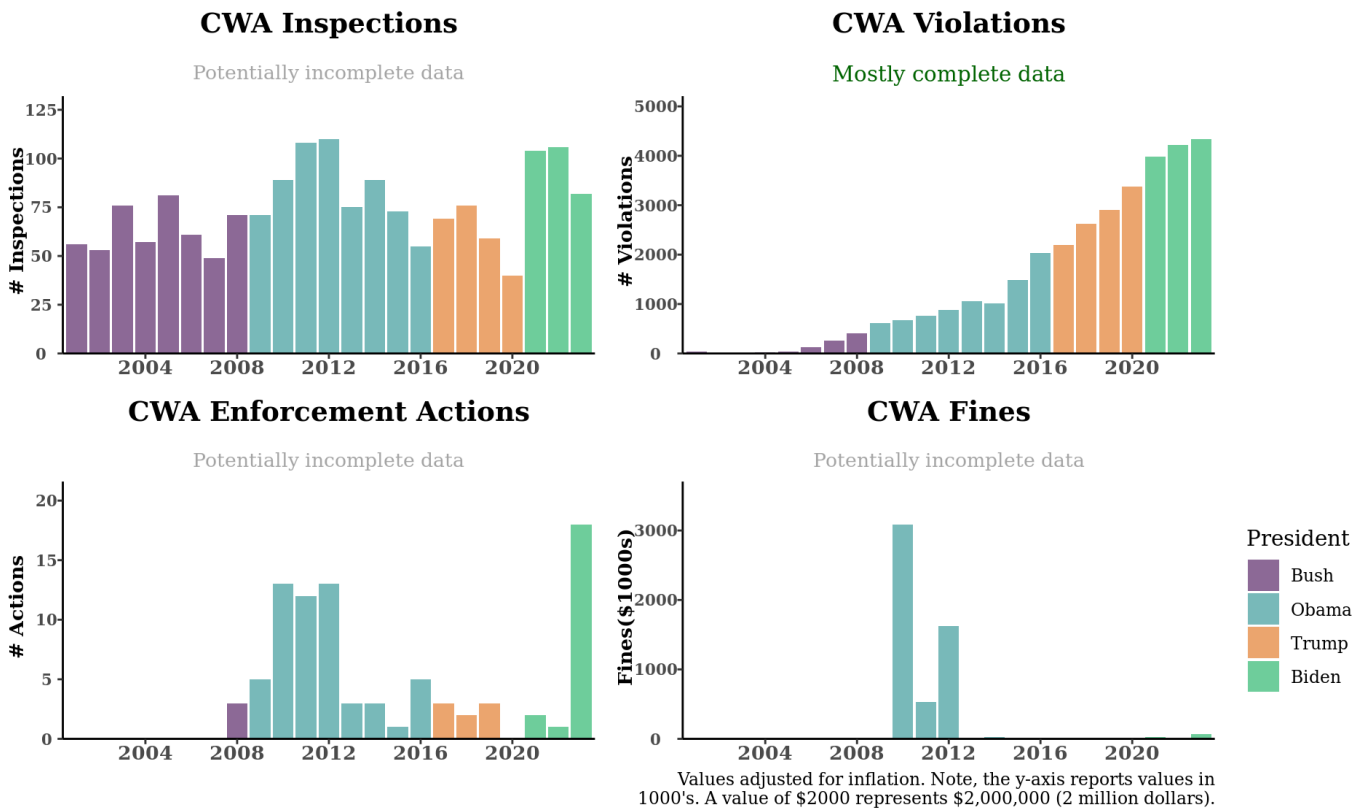 CWA Inspections
Potentially incomplete data
# Inspections
125
100
75
50
25
0
2004
2008
2012
2016
2020
CWA Violations
Mostly complete data
# Violations
5000
4000
3000
2000
1000
0
2004
2008
2012
2016
2020
CWA Enforcement Actions
Potentially incomplete data
# Actions
20
15
10
5
0
2004
2008
2012
2016
2020
CWA Fines
Potentially incomplete data
Fines($1000s)
3000
2000
1000
0
2004
2008
2012
2016
2020
President
Bush
Obama
Trump
Biden
Values adjusted for inflation. Note, the y-axis reports values in
1000's. A value of $2000 represents $2,000,000 (2 million dollars).